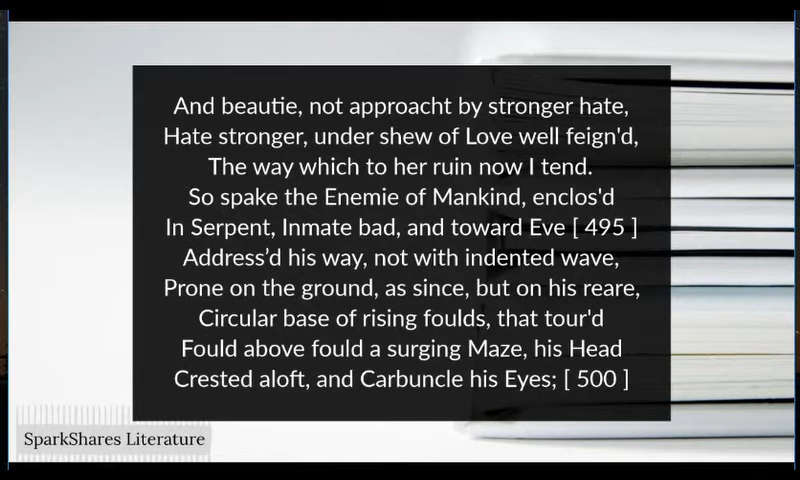 And beautie, not approacht by stronger hate,
Hate stronger, under shew of Love well feign'd,
The way which to her ruin now I tend.
So spake the Enemie of Mankind, enclos'd
In Serpent, Inmate bad, and toward Eve [ 495 ]
Address’d his way, not with indented wave,
Prone on the ground, as since, but on his reare,
Circular base of rising foulds, that tour'd
Fould above fould a surging Maze, his Head
Crested aloft, and Carbuncle his Eyes; [ 500 ]
SparkShares Literature